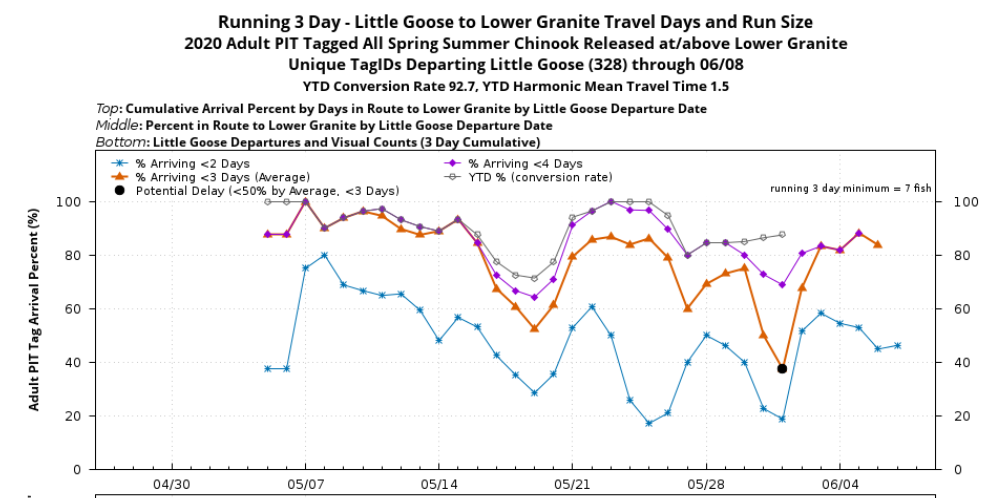 Running 3 Day - Little Goose to Lower Granite Travel Days and Run Size
2020 Adult PIT Tagged All Spring Summer Chinook Released at/above Lower Granite
Unique TagIDs Departing Little Goose (328) through 06/08
YTD Conversion Rate 92.7, YTD Harmonic Mean Travel Time 1.5
Top: Cumulative Arrival Percent by Days in Route to Lower Granite by Little Goose Departure Date
Middle: Percent in Route to Lower Granite by Little Goose Departure Date
Bottom: Little Goose Departures and Visual Counts (3 Day Cumulative)
% Arriving <2 Days
% Arriving <4 Days
% Arriving <3 Days (Average)
YTD % (conversion rate)
Potential Delay (<50% by Average, <3 Days)
running 3 day minimum = 7 fish
Adult PIT Tag Arrival Percent (%)
100 100
80 80
60 60
40 40
20 20
0 0
04/30 05/07 05/14 05/21 05/28 06/04